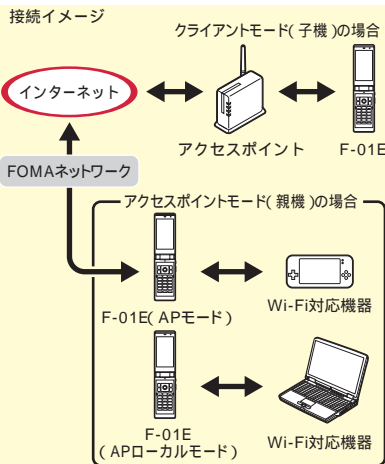 接続イメージ
クライアントモード(子機)の場合
インターネット
アクセスポイント
F-01E
FOMAネットワーク
アクセスポイントモード(親機)の場合
F-01E(APモード)
Wi-Fi対応機器
F-01E
(APローカルモード)
Wi-Fi対応機器